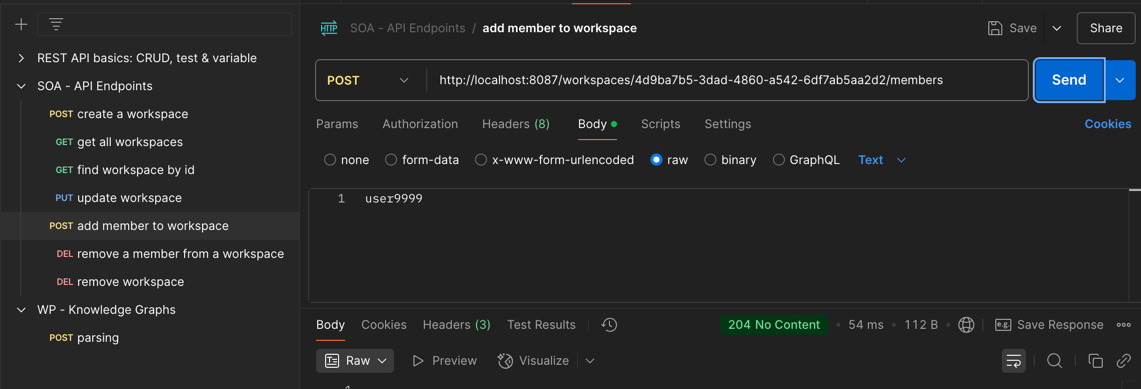 REST API basics: CRUD, test & variable
SOA - API Endpoints
POST create a workspace
GET get all workspaces
GET find workspace by id
PUT update workspace
POST add member to workspace
DEL remove a member from a workspace
DEL remove workspace
WP - Knowledge Graphs
POST parsing
HTTP SOA - API Endpoints / add member to workspace Save Share
POST http://localhost:8087/workspaces/4d9ba7b5-3dad-4860-a542-6df7ab5aa2d2/members Send
Params Authorization Headers (8) Body Scripts Settings Cookies
none form-data x-www-form-urlencoded raw binary GraphQL Text
1 user9999
Body Cookies Headers (3) Test Results 204 No Content • 54 ms • 112 B • e.g. Save Response
Raw Preview Visualize
1